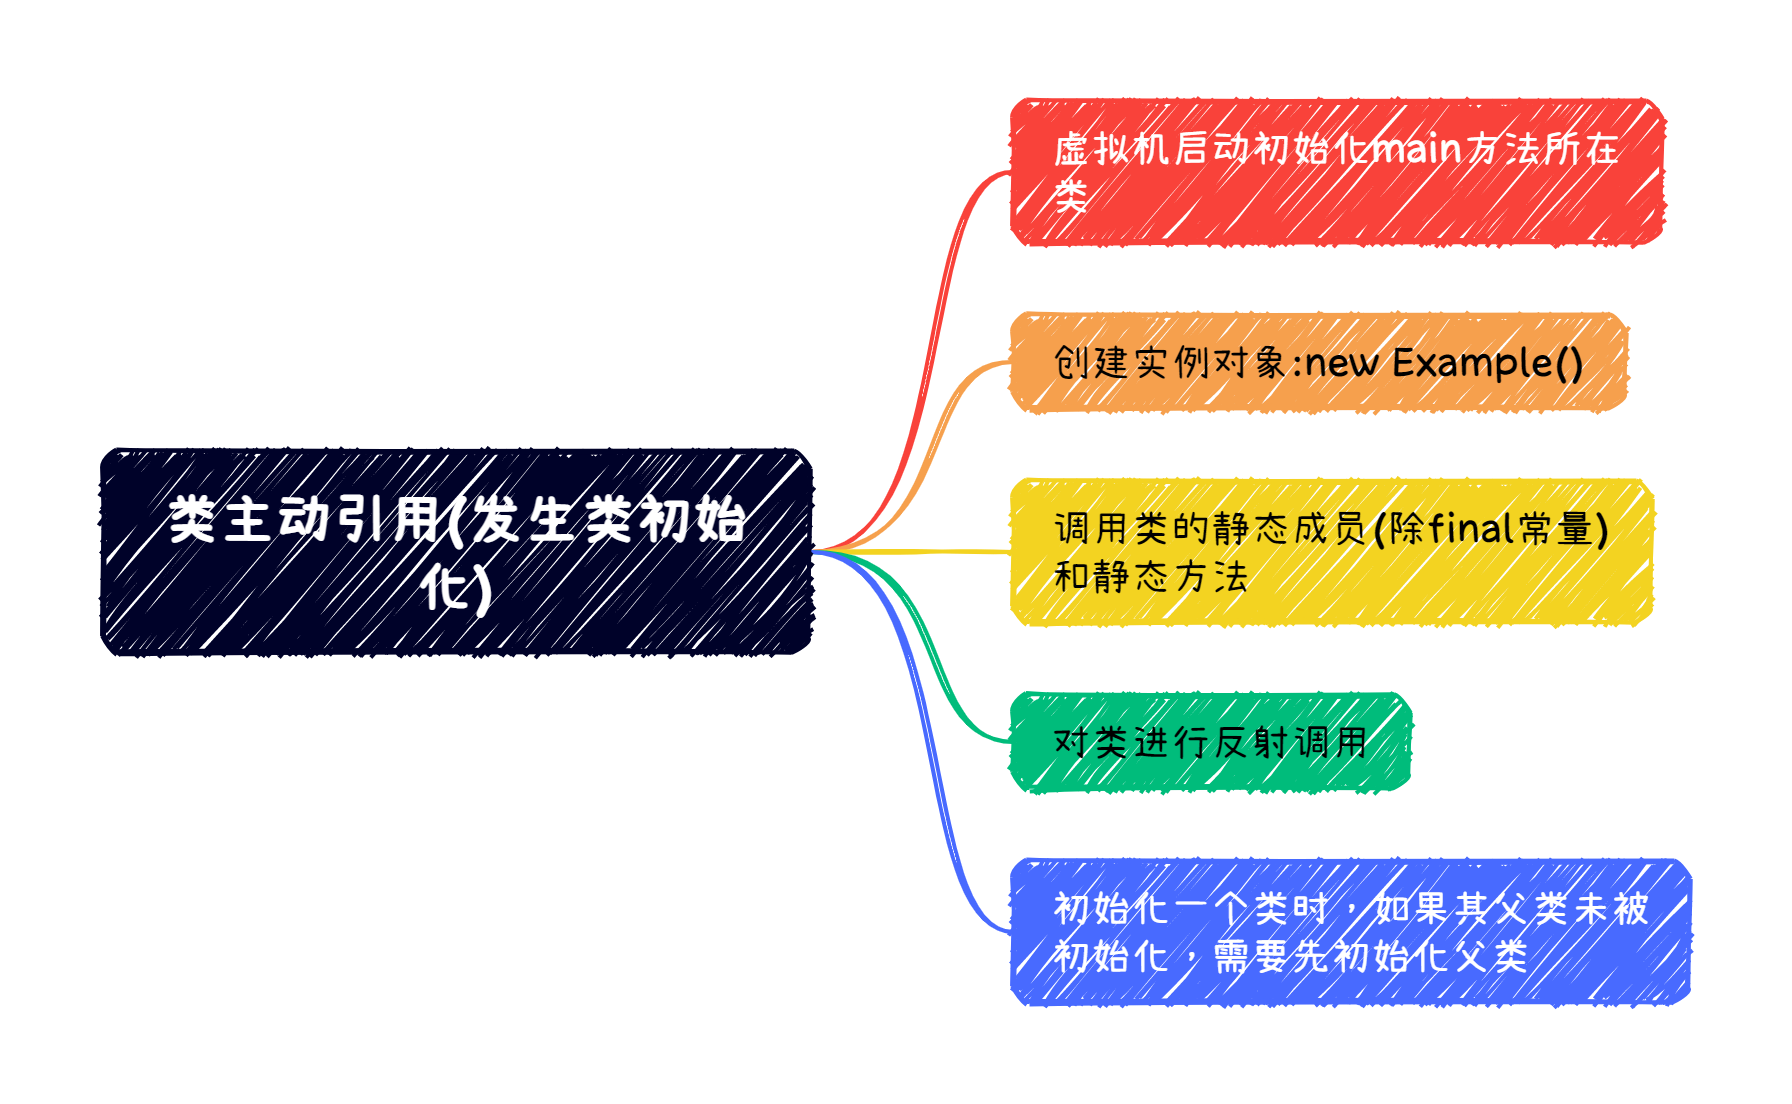 类主动引用(发生类初始
化)
虚拟机启动初始化main方法所在
类
创建实例对象:new Example()
调用类的静态成员(除final常量)
和静态方法
对类进行反射调用
初始化一个类时，如果其父类未被
初始化，需要先初始化父类